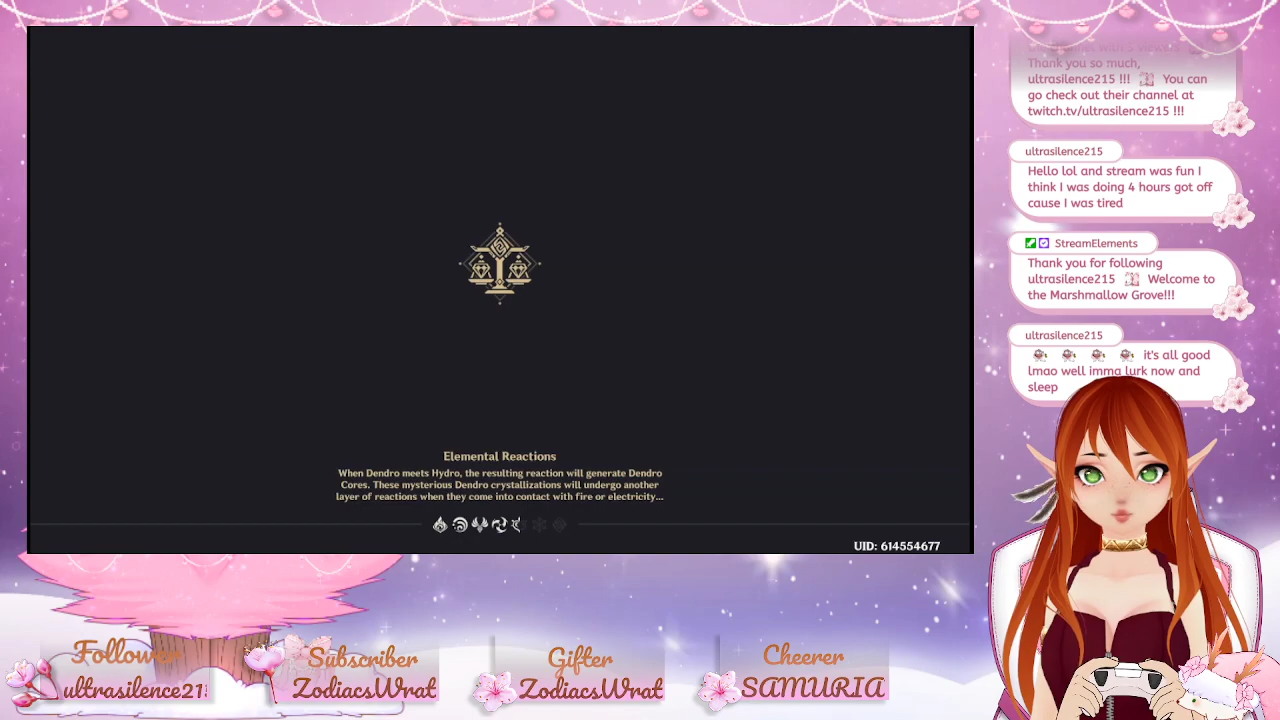 Elemental Reactions
When Dendro meets Hydro, the resulting reaction will generate Dendro
Cores. These mysterious Dendro crystallizations will undergo another
layer of reactions when they come into contact with fire or electricity...
UID: 614554677
Thank you so much,
ultrasilence215 !!! You can
go check out their channel at
twitch.tv/ultrasilence215 !!!
ultrasilence215
Hello lol and stream was fun I
think I was doing 4 hours got off
cause I was tired
StreamElements
Thank you for following
ultrasilence215 Welcome to
the Marshmallow Grove!!!
ultrasilence215
it's all good
lmao well imma lurk now and
sleep
Follower
ultrasilence21
Subscriber
ZodiacsWrat
Gifter
ZodiacsWrat
Cheerer
SAMURIA